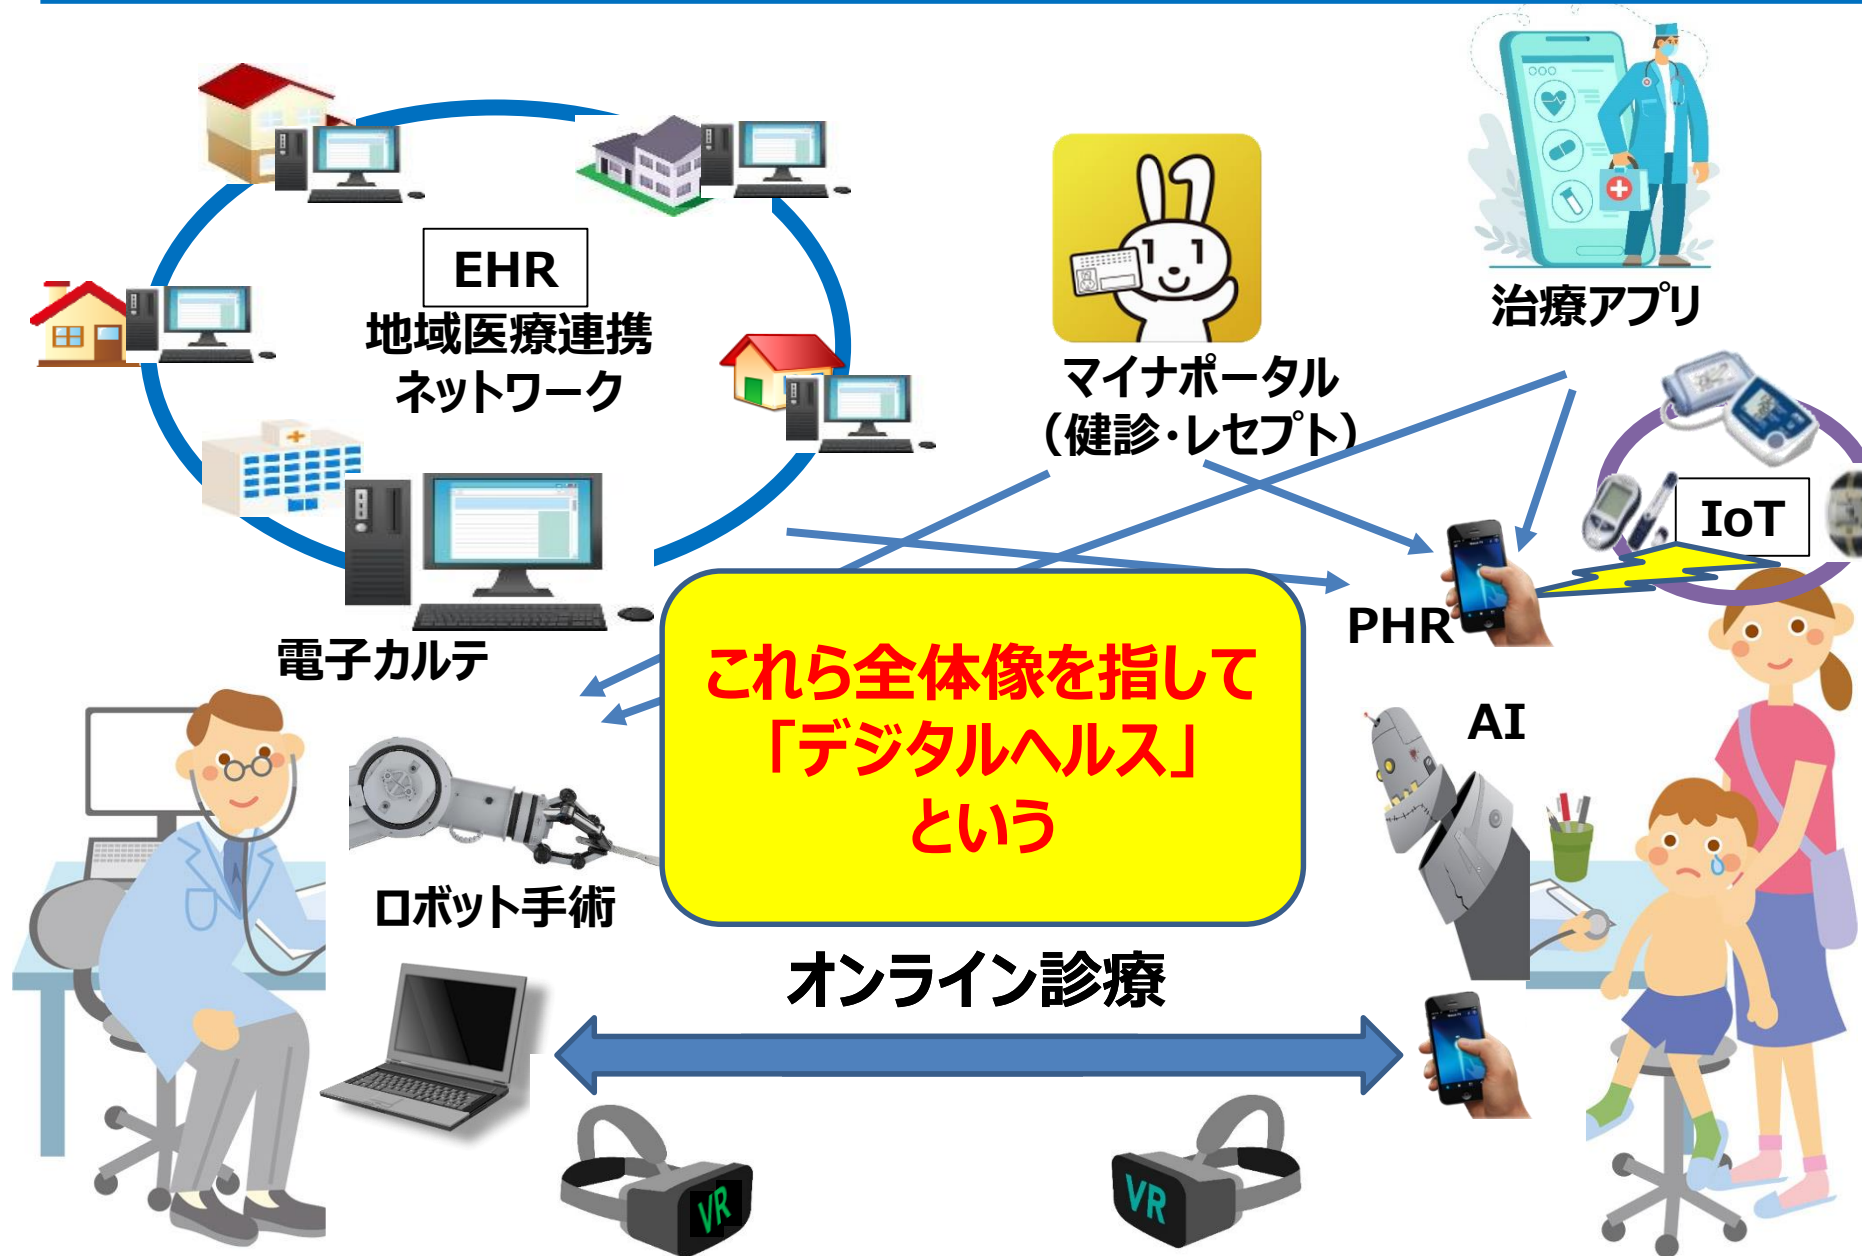 EHR
地域医療連携
ネットワーク
電子カルテ
マイナポータル
（健診・レセプト）
治療アプリ
IoT
PHR
AI
これら全体像を指して
「デジタルヘルス」
という
ロボット手術
オンライン診療
VR
VR